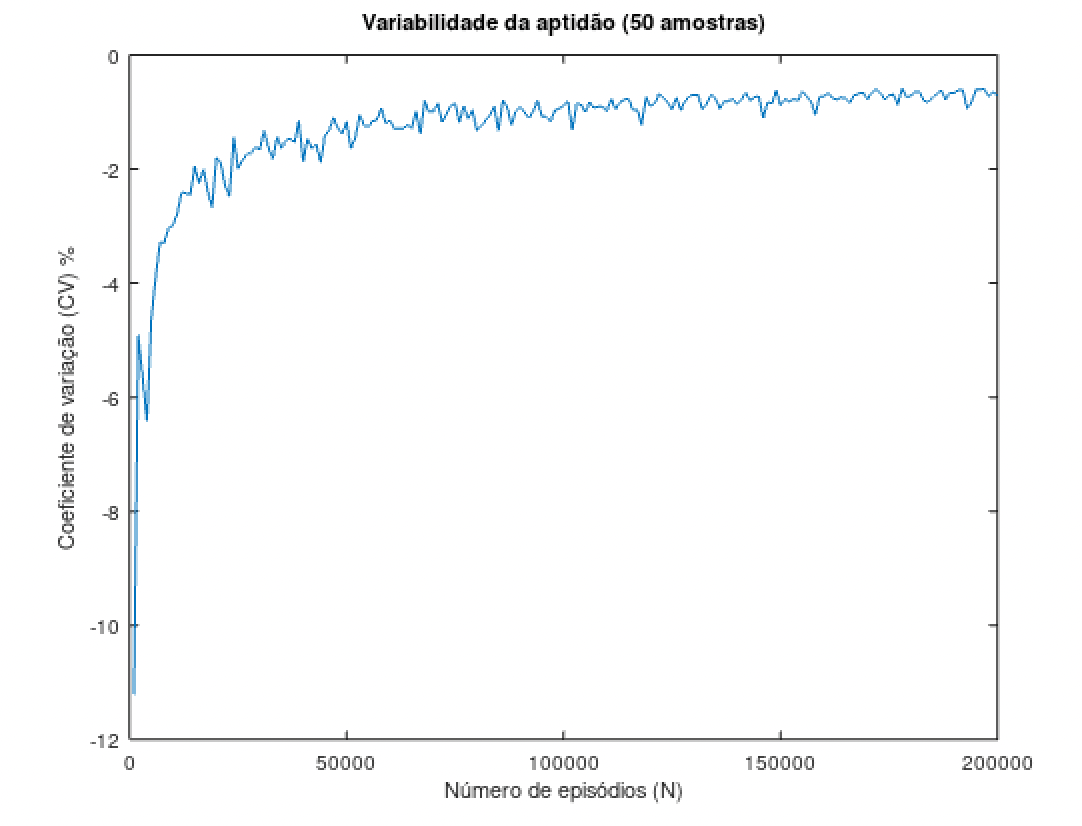 Variabilidade da aptidão (50 amostras)
Coeficiente de variação (CV) %
0
-2
-4
-6
-8
-10
-12
0 50000 100000 150000 200000
Número de episódios (N)